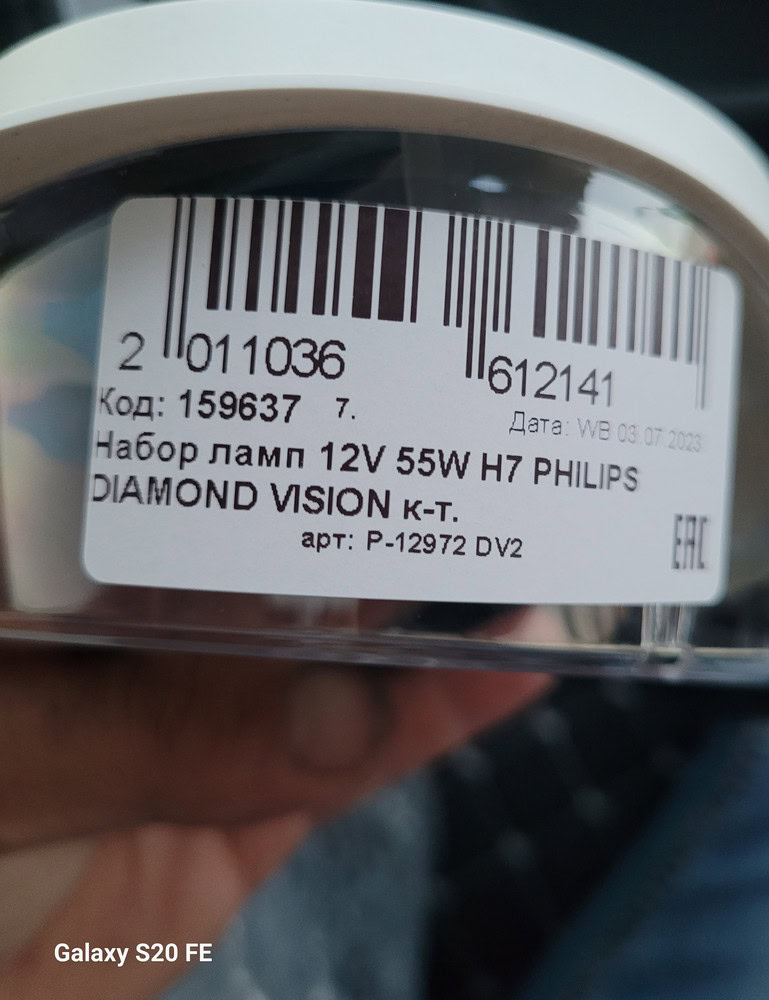 2 011036 612141
Код: 159637 7.
Дата: WB 03.07.2023
Набор ламп 12V 55W H7 PHILIPS
DIAMOND VISION к-т.
арт: P-12972 DV2
EAC
Galaxy S20 FE